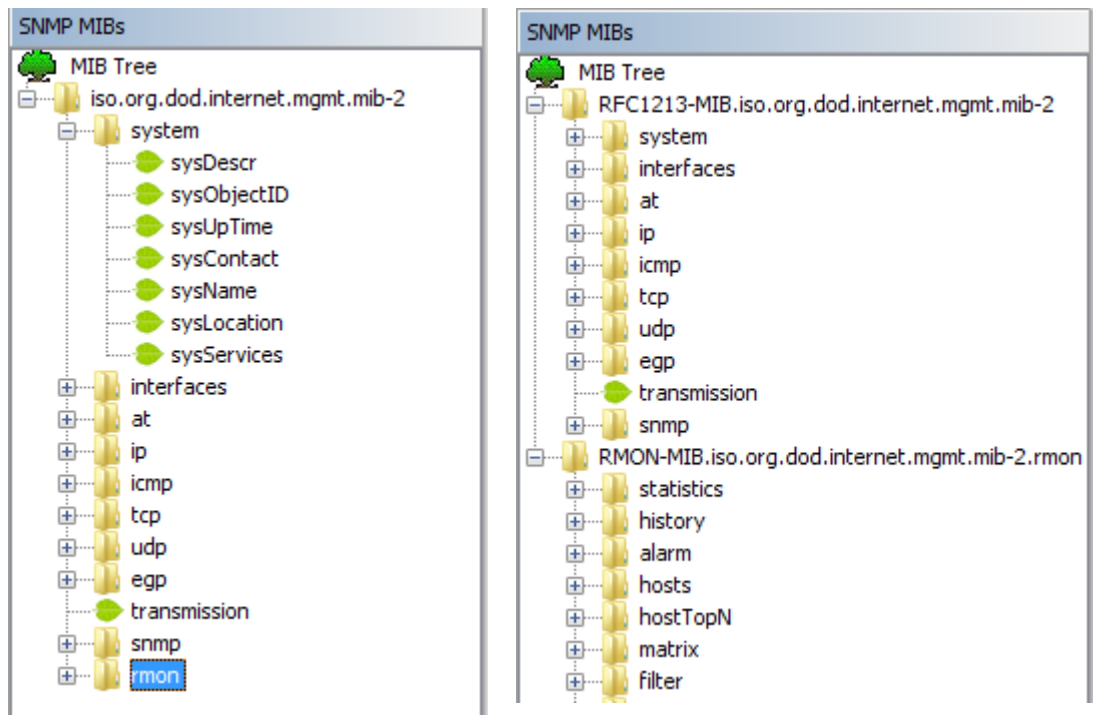 SNMP MIBs
MIB Tree
iso.org.dod.internet.mgmt.mib-2
system
sysDescr
sysObjectID
sysUpTime
sysContact
sysName
sysLocation
sysServices
interfaces
at
ip
icmp
tcp
udp
egp
transmission
snmp
rmon
SNMP MIBs
MIB Tree
RFC1213-MIB.iso.org.dod.internet.mgmt.mib-2
system
interfaces
at
ip
icmp
tcp
udp
egp
transmission
snmp
RMON-MIB.iso.org.dod.internet.mgmt.mib-2.rmon
statistics
history
alarm
hosts
hostTopN
matrix
filter